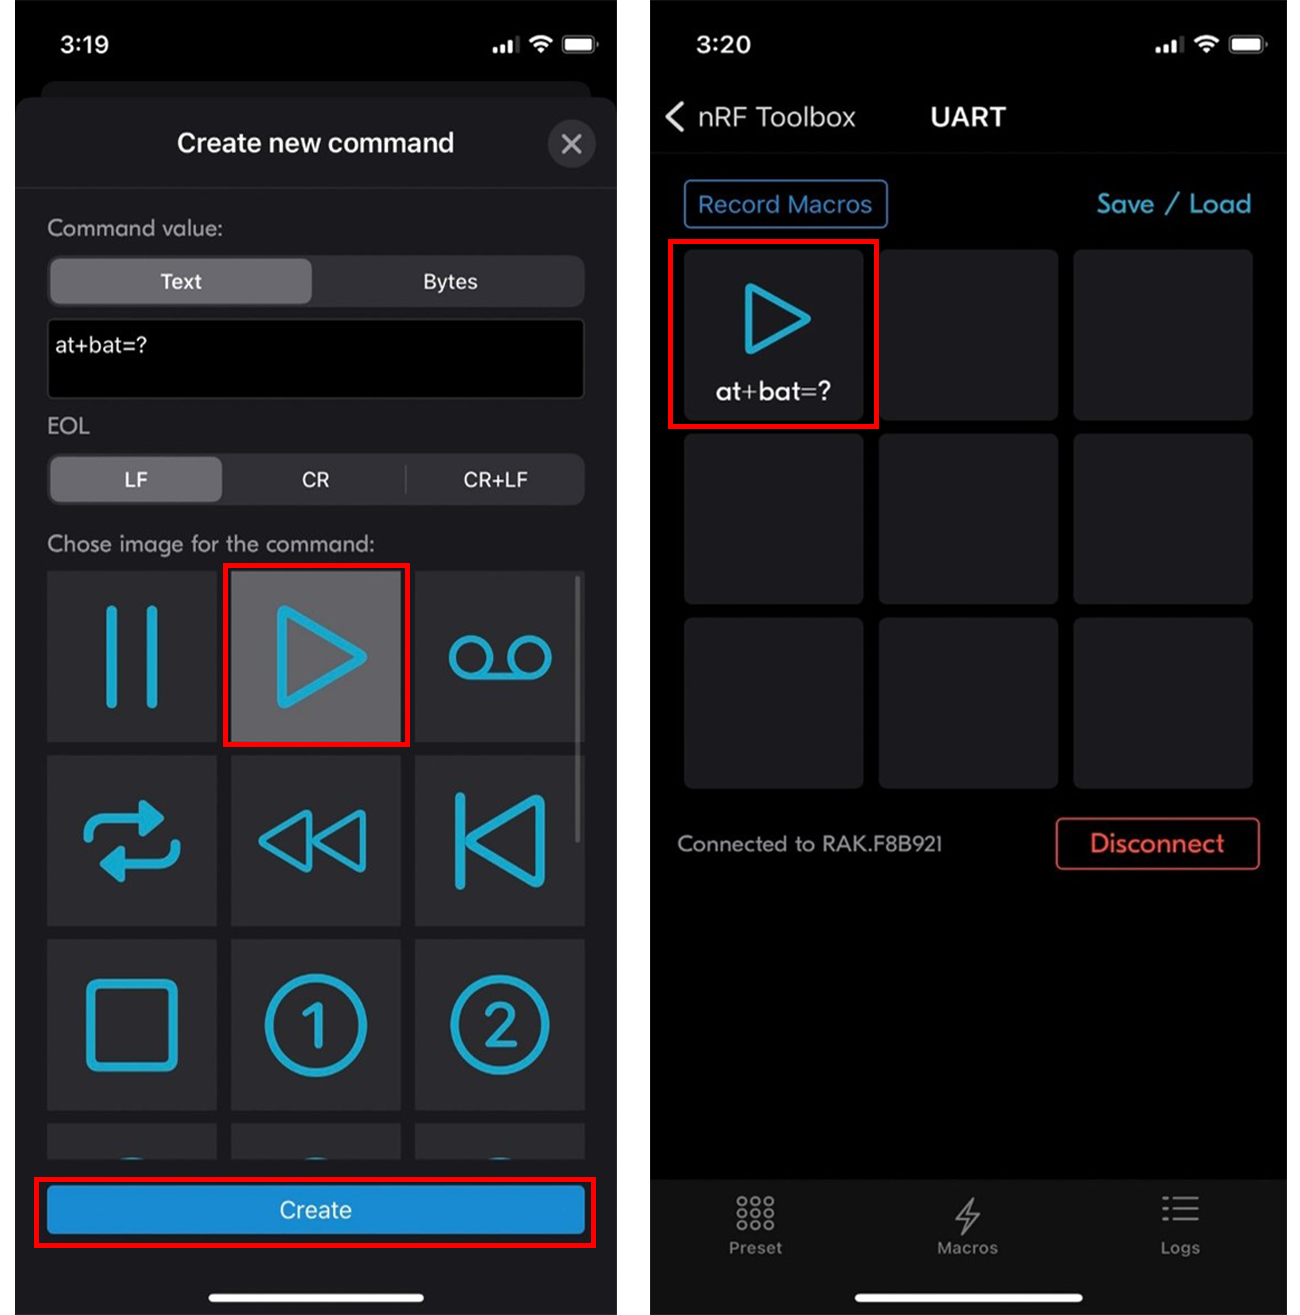 3:19
Create new command
Command value:
Text Bytes
at+bat=?
EOL
LF CR CR+LF
Chose image for the command:
1 2
Create
3:20
nRF Toolbox UART
Record Macros Save / Load
at+bat=?
Connected to RAK.F8B921 Disconnect
Preset Macros Logs